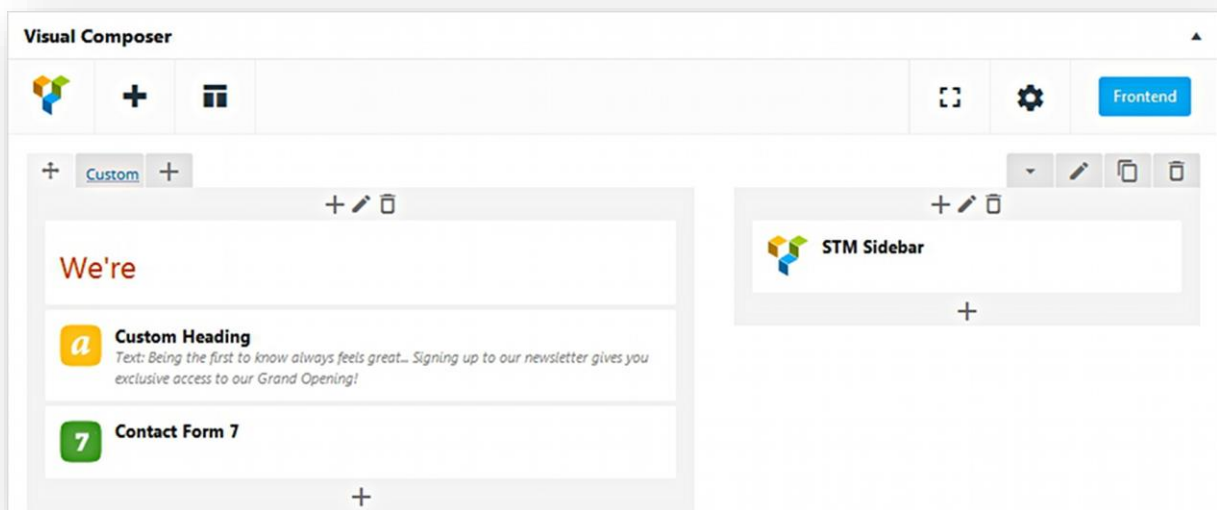 Visual Composer
Frontend
Custom
We're
Custom Heading
Text: Being the first to know always feels great... Signing up to our newsletter gives you
exclusive access to our Grand Opening!
7
Contact Form 7
STM Sidebar